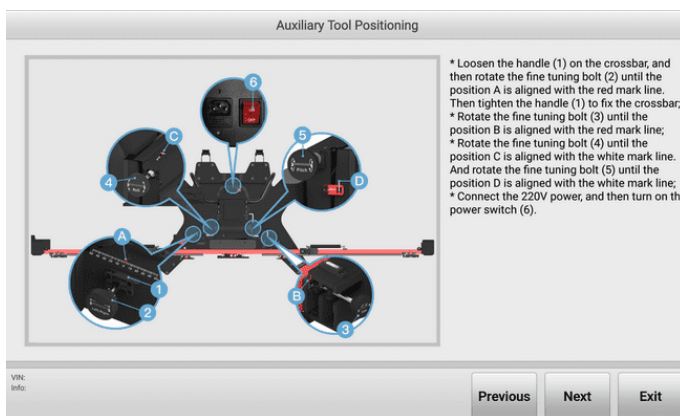 Auxiliary Tool Positioning
* Loosen the handle (1) on the crossbar, and
then rotate the fine tuning bolt (2) until the
position A is aligned with the red mark line.
Then tighten the handle (1) to fix the crossbar;
* Rotate the fine tuning bolt (3) until the
position B is aligned with the red mark line;
* Rotate the fine tuning bolt (4) until the
position C is aligned with the white mark line.
And rotate the fine tuning bolt (5) until the
position D is aligned with the white mark line;
* Connect the 220V power, and then turn on th
power switch (6).
6
C
5
4
D
A
1
B
2
3
OFF
VIN:
Info:
Previous
Next
Exit